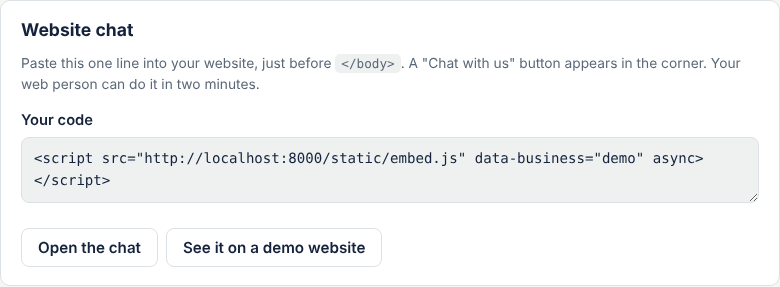 Website chat
Paste this one line into your website, just before </body>. A "Chat with us" button appears in the corner. Your
web person can do it in two minutes.
Your code
<script src="http://localhost:8000/static/embed.js" data-business="demo" async>
</script>
Open the chat
See it on a demo website